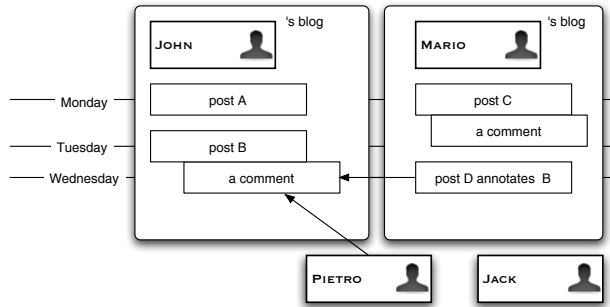 JOHN 's blog
MARIO 's blog
Monday post A post C
a comment
Tuesday post B
Wednesday a comment post D annotates B
PIETRO JACK